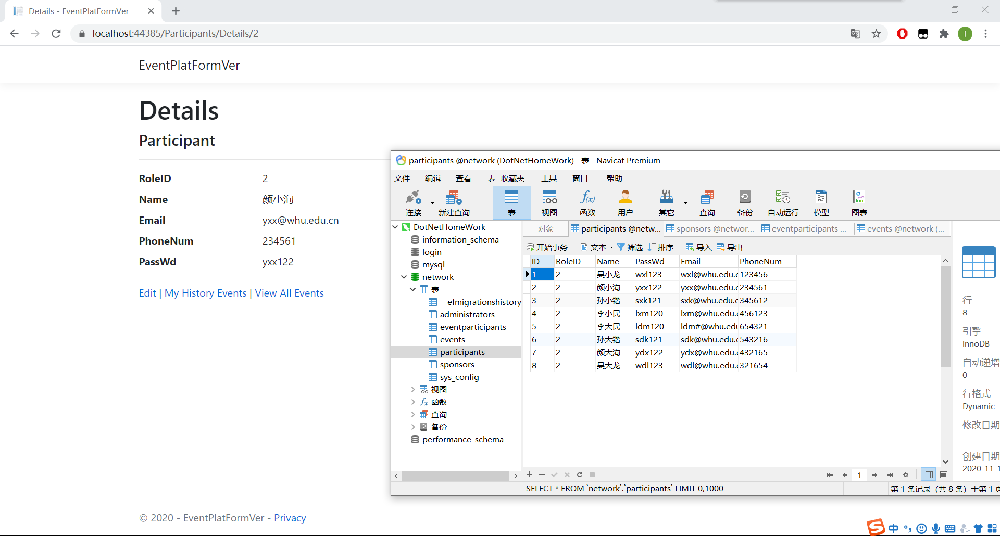 Details - EventPlatFormVer
localhost:44385/Participants/Details/2
I
EventPlatFormVer
Details
Participant
RoleID 2
Name 颜小洵
Email yxx@whu.edu.cn
PhoneNum 234561
PassWd yxx122
Edit | My History Events | View All Events
© 2020 - EventPlatFormVer - Privacy
participants @network (DotNetHomeWork) - 表 - Navicat Premium
文件 编辑 查看 表 收藏夹 工具 窗口 帮助
连接 新建查询 表 视图 函数 用户 其它 查询 备份 自动运行 模型 图表
DotNetHomeWork
information_schema
login
mysql
network
表
__efmigrationshistory
administrators
eventparticipants
events
participants
sponsors
sys_config
视图
函数
查询
备份
performance_schema
对象 participants @netw... sponsors @networ... eventparticipants ... events @network (...
开始事务 文本 筛选 排序 导入 导出
ID RoleID Name PassWd Email PhoneNum
1 2 吴小龙 wxl123 wxl@whu.edu.c 123456
2 2 颜小洵 yxx122 yxx@whu.edu.c 234561
3 2 孙小锴 sxk121 sxk@whu.edu.c 345612
4 2 李小民 lxm120 lxm@whu.edu.c 456123
5 2 李大民 ldm120 ldm#@whu.edu 654321
6 2 孙大锴 sdk121 sdk@whu.edu.c 543216
7 2 颜大洵 ydx122 ydx@whu.edu.c 432165
8 2 吴大龙 wdl123 wdl@whu.edu.c 321654
1
SELECT * FROM `network`.`participants` LIMIT 0,1000
第 1 条记录 (共 8 条) 于第 1 页
行
8
引擎
InnoDB
自动递增
0
行格式
Dynamic
修改日期
--
创建日期
2020-11-1
S 中